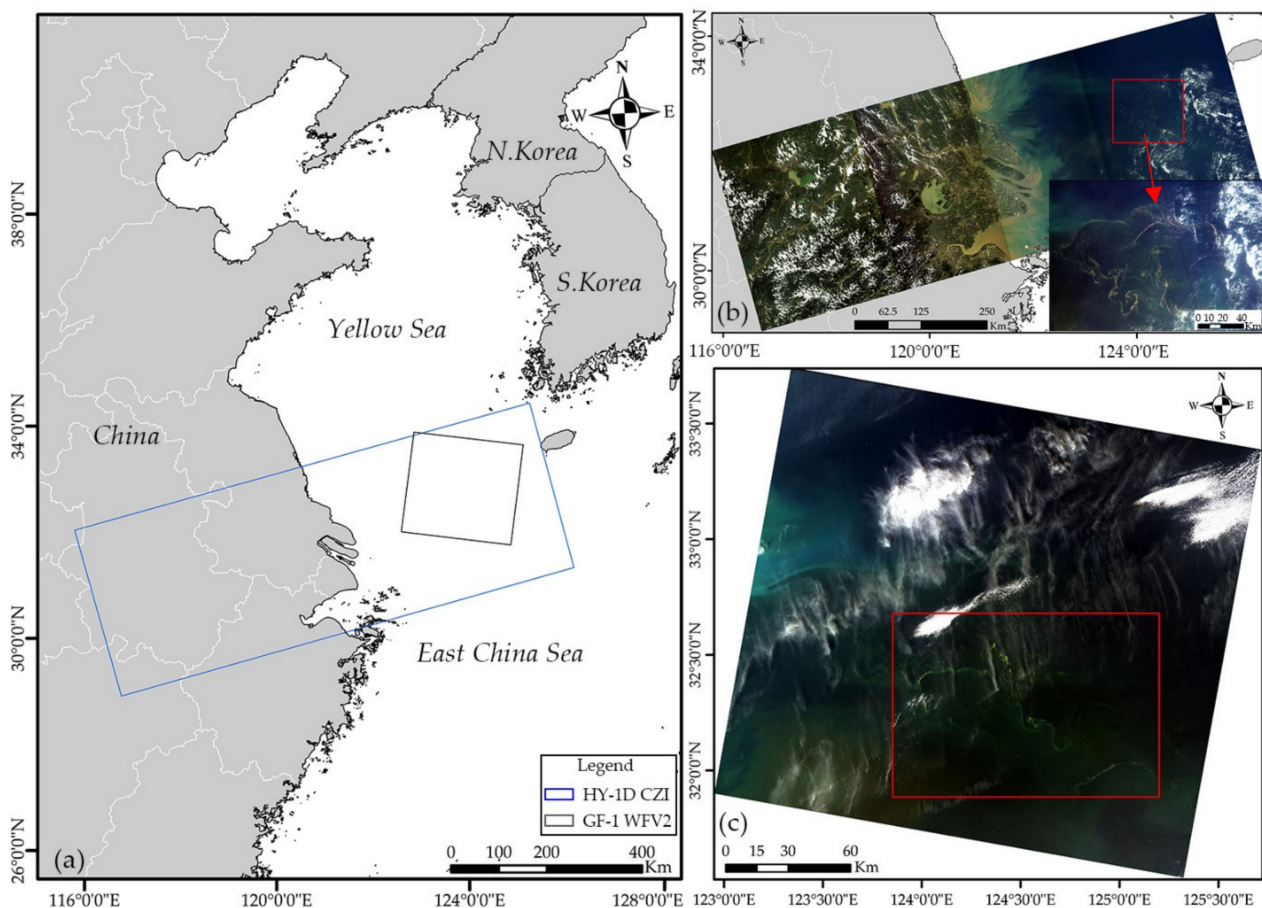 N
W E
S
N.Korea
S.Korea
Yellow Sea
China
East China Sea
Legend
HY-1D CZI
GF-1 WFV2
(a)
0 100 200 400
Km
38°0'0"N
34°0'0"N
30°0'0"N
26°0'0"N
116°0'0"E 120°0'0"E 124°0'0"E 128°0'0"E
N
W E
S
34°0'0"N
30°0'0"N
(b)
0 62.5 125 250
Km
0 10 20 40
Km
116°0'0"E 120°0'0"E 124°0'0"E
N
W E
S
33°30'0"N
33°0'0"N
32°30'0"N
32°0'0"N
(c)
0 15 30 60
Km
123°0'0"E 123°30'0"E 124°0'0"E 124°30'0"E 125°0'0"E 125°30'0"E